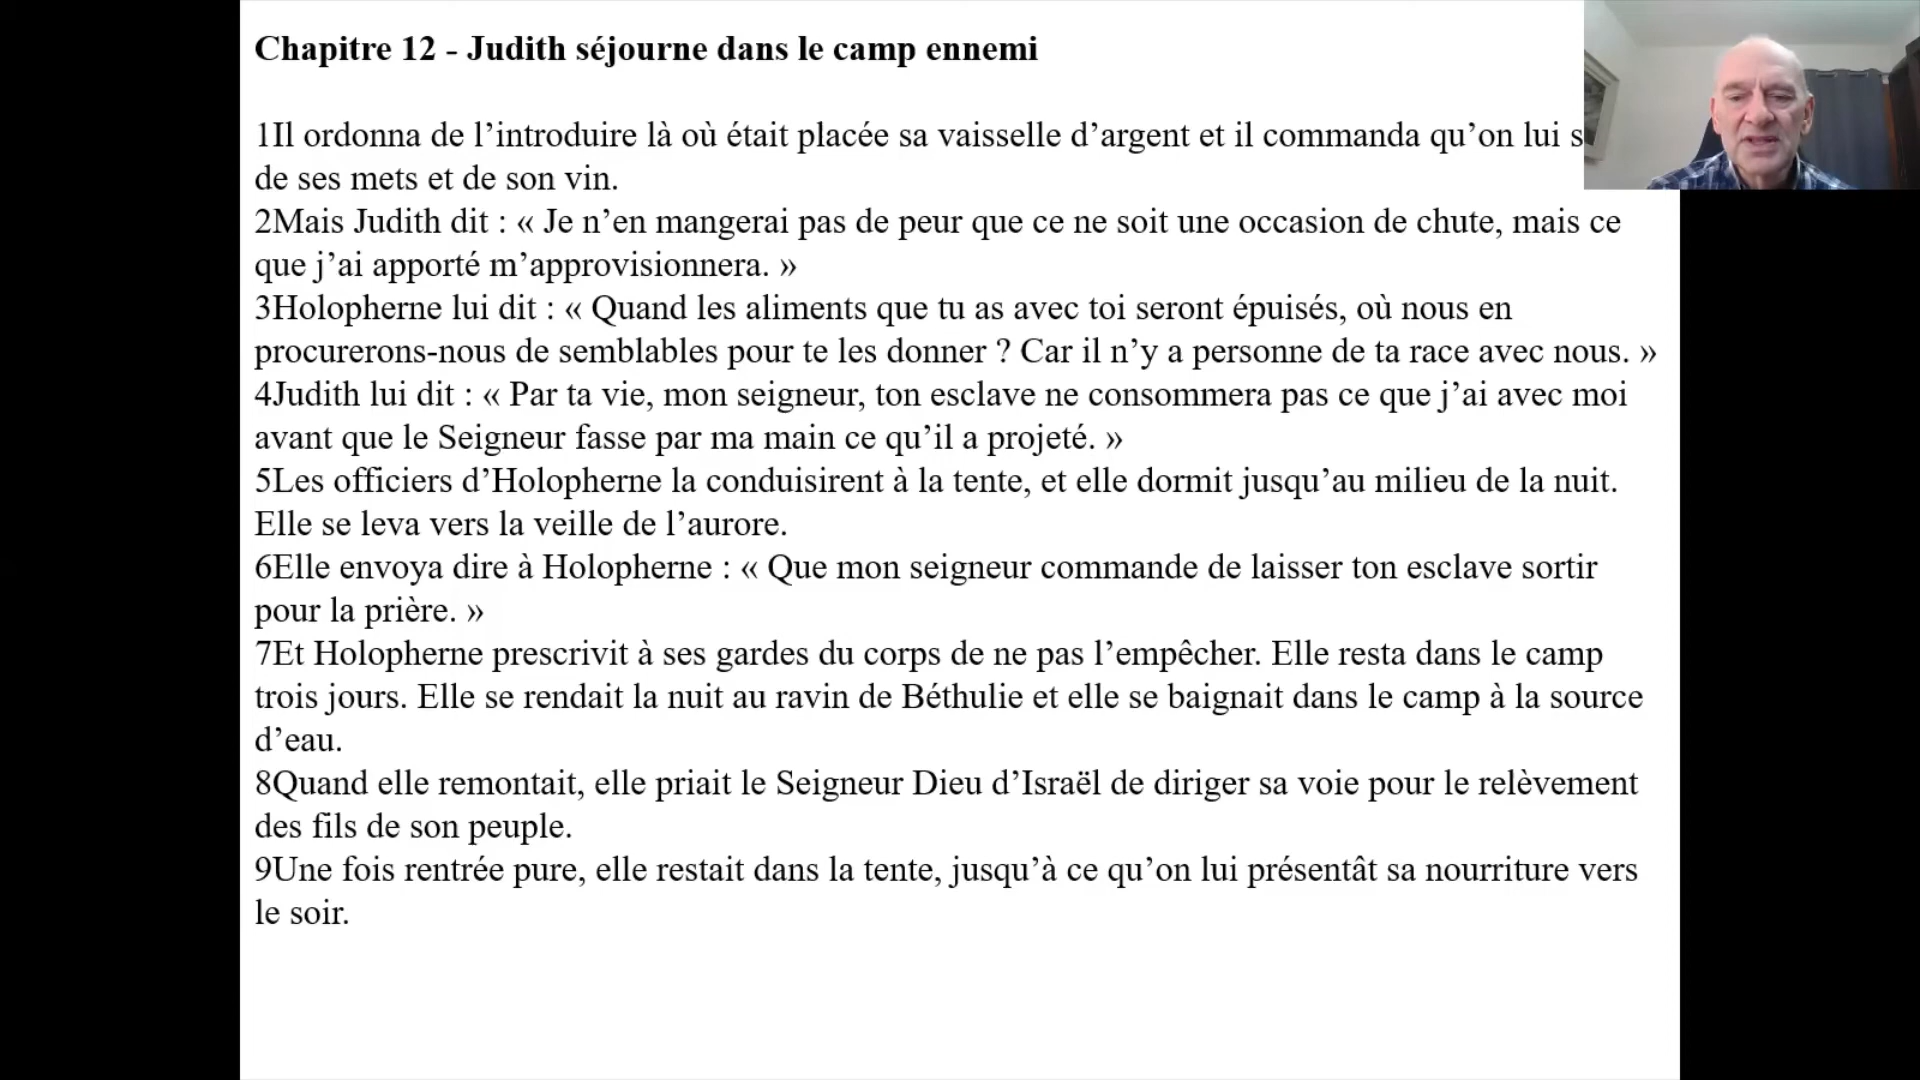 Chapitre 12 - Judith séjourne dans le camp ennemi
1Il ordonna de l’introduire là où était placée sa vaisselle d’argent et il commanda qu’on lui
de ses mets et de son vin.
2Mais Judith dit : « Je n’en mangerai pas de peur que ce ne soit une occasion de chute, mais ce
que j’ai apporté m’approvisionnera. »
3Holopherne lui dit : « Quand les aliments que tu as avec toi seront épuisés, où nous en
procurerons-nous de semblables pour te les donner ? Car il n’y a personne de ta race avec nous. »
4Judith lui dit : « Par ta vie, mon seigneur, ton esclave ne consommera pas ce que j’ai avec moi
avant que le Seigneur fasse par ma main ce qu’il a projeté. »
5Les officiers d’Holopherne la conduisirent à la tente, et elle dormit jusqu’au milieu de la nuit.
Elle se leva vers la veille de l’aurore.
6Elle envoya dire à Holopherne : « Que mon seigneur commande de laisser ton esclave sortir
pour la prière. »
7Et Holopherne prescrivit à ses gardes du corps de ne pas l’empêcher. Elle resta dans le camp
trois jours. Elle se rendait la nuit au ravin de Béthulie et elle se baignait dans le camp à la source
d’eau.
8Quand elle remontait, elle priait le Seigneur Dieu d’Israël de diriger sa voie pour le relèvement
des fils de son peuple.
9Une fois rentrée pure, elle restait dans la tente, jusqu’à ce qu’on lui présentât sa nourriture vers
le soir.